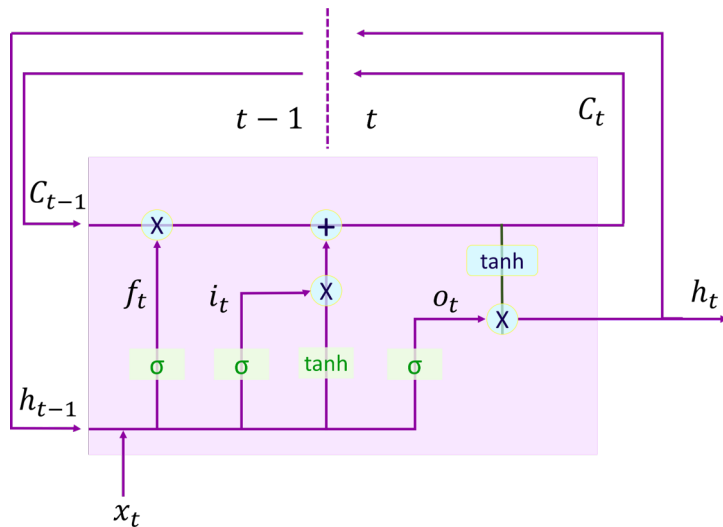 t − 1 t
C_t
C_{t−1}
X + 
tanh
f_t i_t X o_t X h_t
σ σ tanh σ
h_{t−1}
x_t